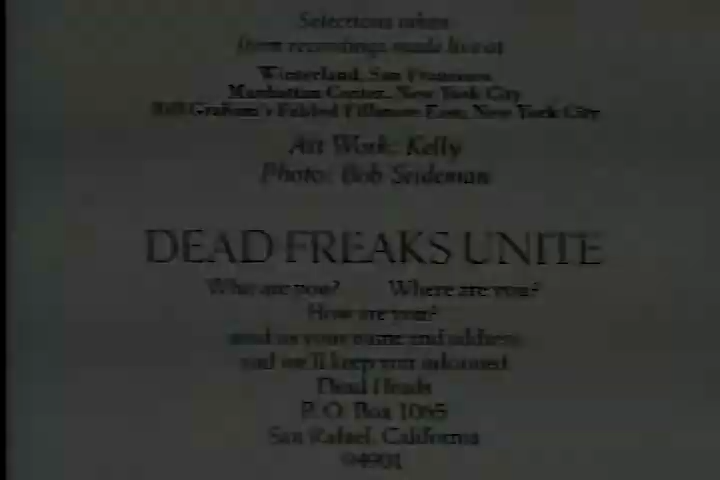 Selections taken
from recordings made live at
Winterland, San Francisco
Manhattan Center, New York City
Bill Graham's Fabled Fillmore East, New York City
Art Work: Kelly
Photo: Bob Seideman
DEAD FREAKS UNITE
Who are you? Where are you?
How are you?
send us your name and address
and we'll keep you informed
Dead Heads
P. O. Box 1065
San Rafael, California
94901